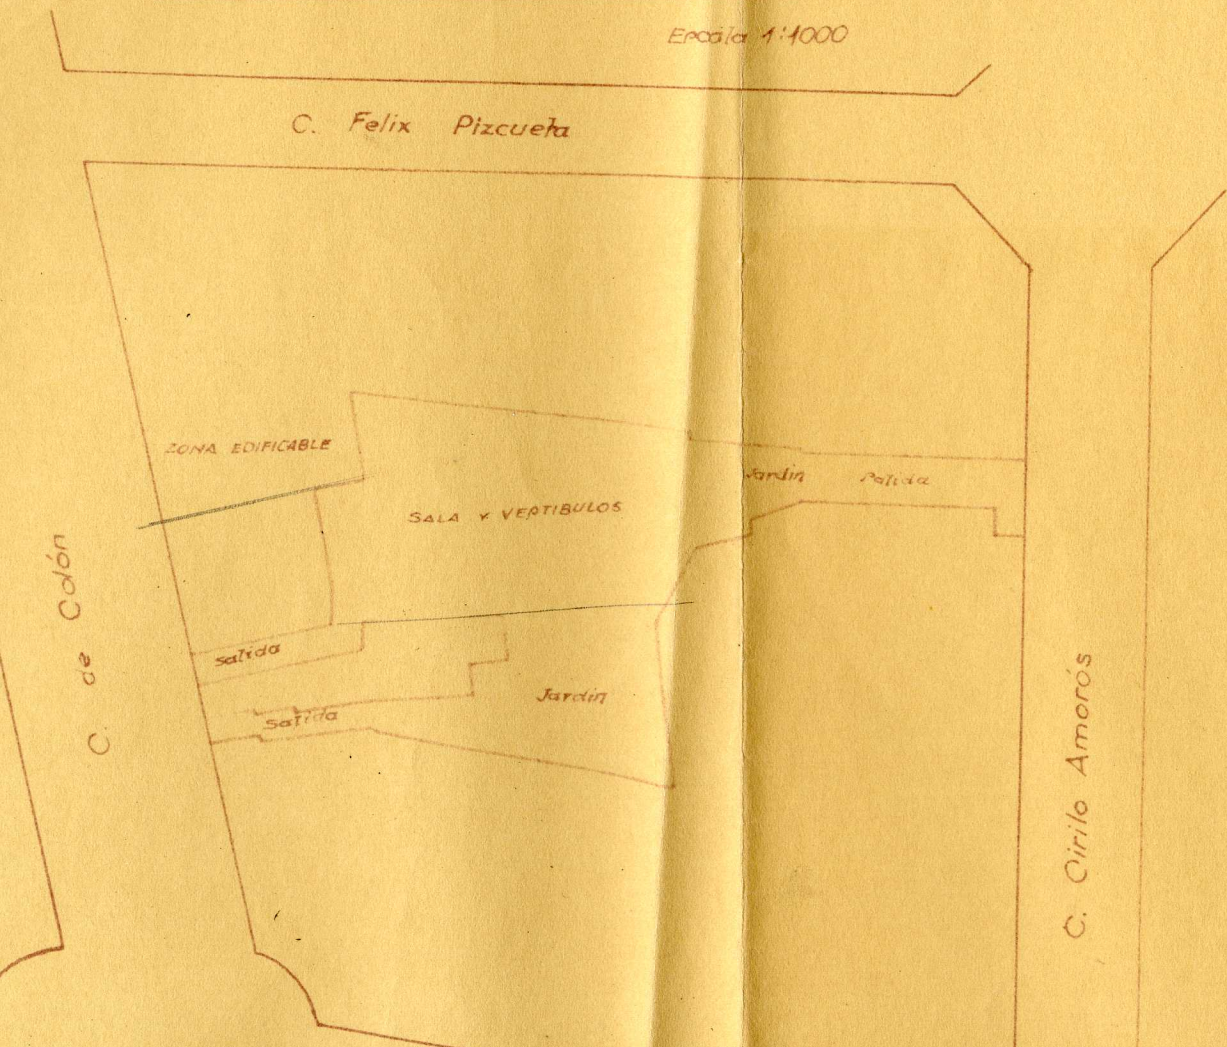 Escala 1:1000
C. Felix Pizcueta
ZONA EDIFICABLE
Jardin Salida
SALA Y VESTIBULOS
C. de Colón
Salida
Jardin
Salida
C. Cirilo Amorós